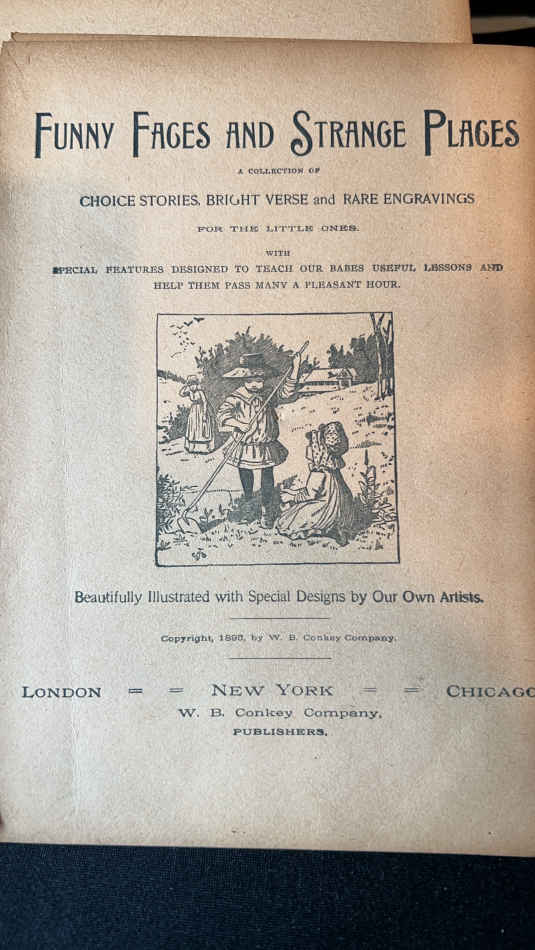 FUNNY FACES AND STRANGE PLACES
A COLLECTION OF
CHOICE STORIES, BRIGHT VERSE and RARE ENGRAVINGS
FOR THE LITTLE ONES.
WITH
SPECIAL FEATURES DESIGNED TO TEACH OUR BABES USEFUL LESSONS AND
HELP THEM PASS MANY A PLEASANT HOUR.
Beautifully Illustrated with Special Designs by Our Own Artists.
Copyright, by W. B. Conkey Company.
LONDON = = NEW YORK = = CHICAGO
W. B. Conkey Company,
PUBLISHERS.